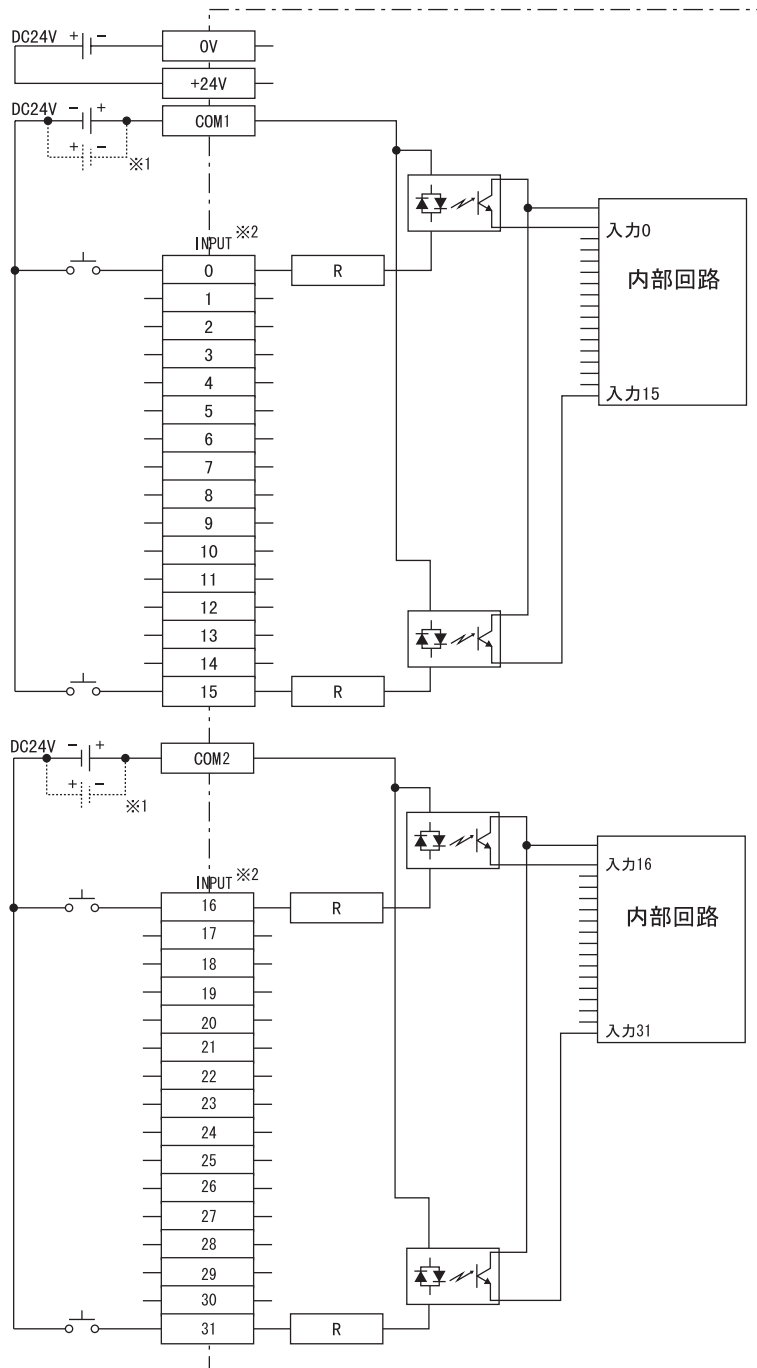 DC24V + − 0V
+24V
DC24V − + COM1
+ − ※1
INPUT ※2
0 R
1
2
3
4
5
6
7
8
9
10
11
12
13
14
15 R
入力0
内部回路
入力15
DC24V − + COM2
+ − ※1
INPUT ※2
16 R
17
18
19
20
21
22
23
24
25
26
27
28
29
30
31 R
入力16
内部回路
入力31